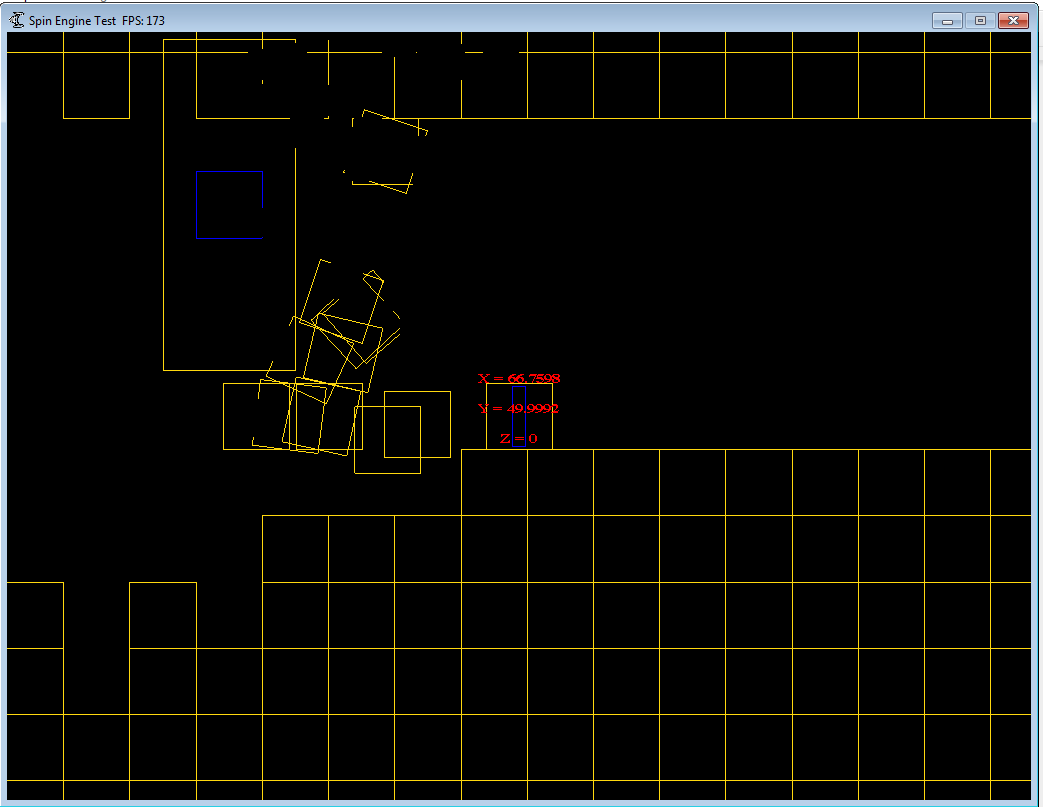 Spin Engine Test FPS: 173
X = 66.7598
Y = 49.9992
Z = 0